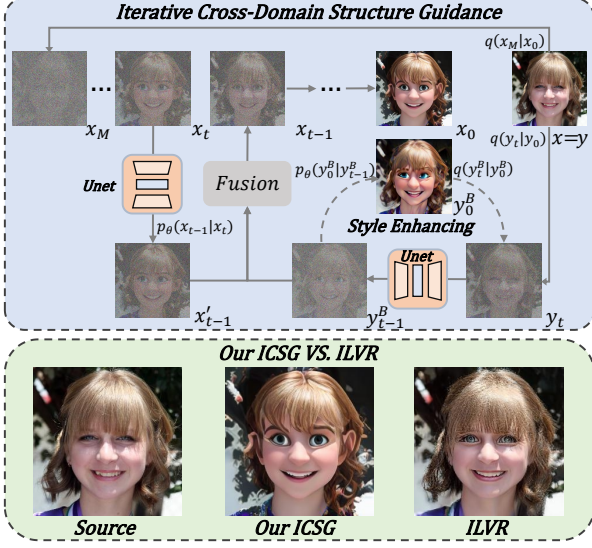 Iterative Cross-Domain Structure Guidance
q(x_M|x_0)
... ...
x_M x_t x_{t-1} x_0 q(y_t|y_0) x=y
Unet Fusion p_θ(y_0^B|y_{t-1}^B) q(y_t^B|y_0^B)
y_0^B
p_θ(x_{t-1}|x_t) Style Enhancing
Unet
x'_{t-1} y_{t-1}^B y_t
Our ICSG VS. ILVR
Source Our ICSG ILVR